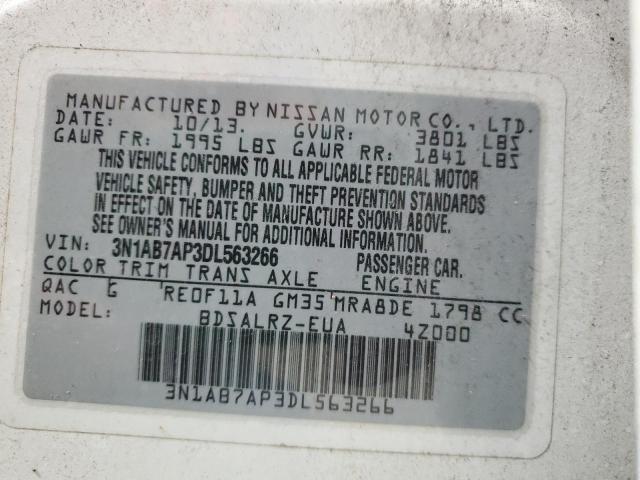 MANUFACTURED BY NISSAN MOTOR CO., LTD.
DATE: 10/13. GVWR: 3801 LBS
GAWR FR: 1995 LBS GAWR RR: 1841 LBS
THIS VEHICLE CONFORMS TO ALL APPLICABLE FEDERAL MOTOR
VEHICLE SAFETY, BUMPER AND THEFT PREVENTION STANDARDS
IN EFFECT ON THE DATE OF MANUFACTURE SHOWN ABOVE.
SEE OWNER'S MANUAL FOR ADDITIONAL INFORMATION.
VIN: 3N1AB7AP3DL563266 PASSENGER CAR.
COLOR TRIM TRANS AXLE ENGINE
QAC G RE0F11A GM35 MRA8DE 1798 CC
MODEL: BDSALRZ-EUA 4Z000
3N1AB7AP3DL563266